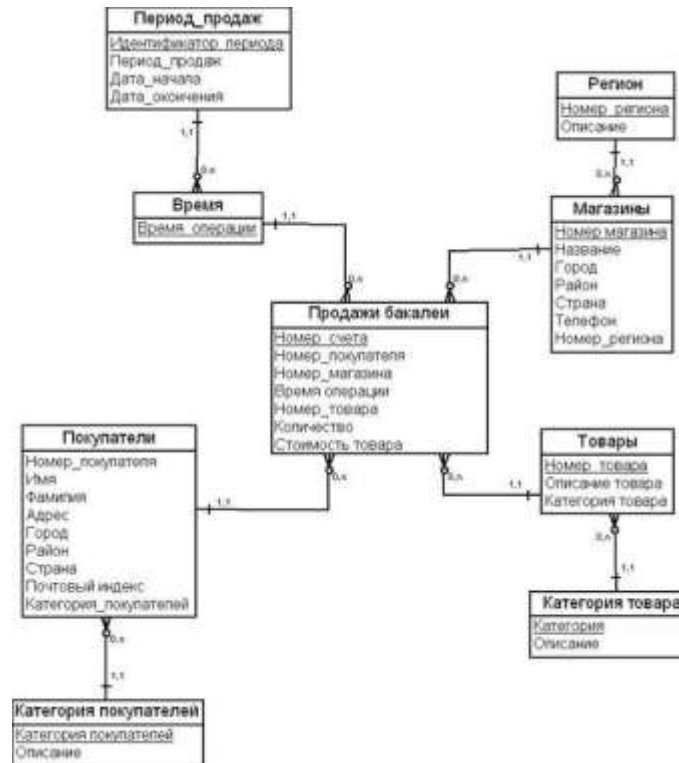 Период_продаж
Идентификатор_периода
Период_продаж
Дата_начала
Дата_окончения
1,1
0,n
Время
Время_операции
1,1
0,n
Регион
Номер_региона
Описание
1,1
0,n
Магазины
Номер магазина
Название
Город
Район
Страна
Телефон
Номер_региона
1,1
0,n
Продажи бакалеи
Номер_счета
Номер_покупателя
Номер_магазина
Время операции
Номер_товара
Количество
Стоимость товара
0,n
0,n
1,1
1,1
Покупатели
Номер_покупателя
Имя
Фамилия
Адрес
Город
Район
Страна
Почтовый индекс
Категория_покупателей
0,n
1,1
Категория покупателей
Категория покупателей
Описание
Товары
Номер_товара
Описание товара
Категория товара
0,n
1,1
Категория товара
Категория
Описание